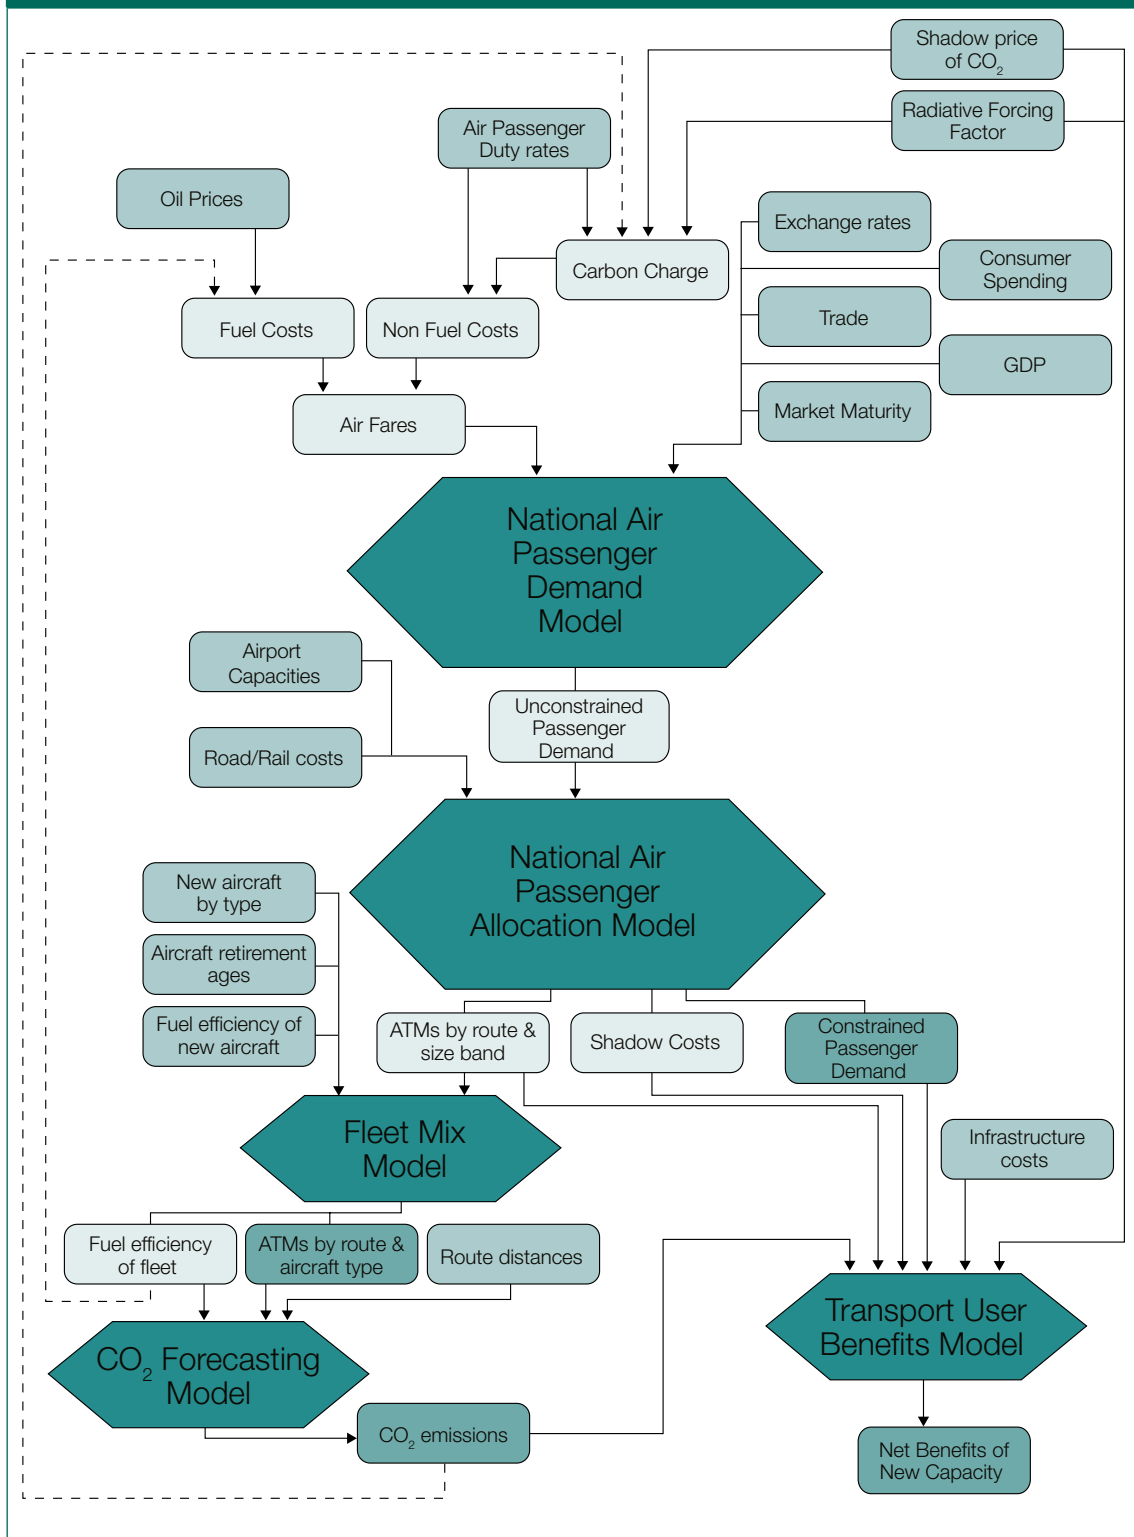 Shadow price
of CO₂
Radiative Forcing
Factor
Air Passenger
Duty rates
Oil Prices
Exchange rates
Carbon Charge
Consumer
Spending
Fuel Costs
Non Fuel Costs
Trade
GDP
Air Fares
Market Maturity
National Air
Passenger
Demand
Model
Airport
Capacities
Unconstrained
Passenger
Demand
Road/Rail costs
National Air
Passenger
Allocation Model
New aircraft
by type
Aircraft retirement
ages
Fuel efficiency of
new aircraft
ATMs by route &
size band
Shadow Costs
Constrained
Passenger
Demand
Fleet Mix
Model
Infrastructure
costs
Fuel efficiency
of fleet
ATMs by route &
aircraft type
Route distances
Transport User
Benefits Model
CO₂ Forecasting
Model
CO₂ emissions
Net Benefits of
New Capacity